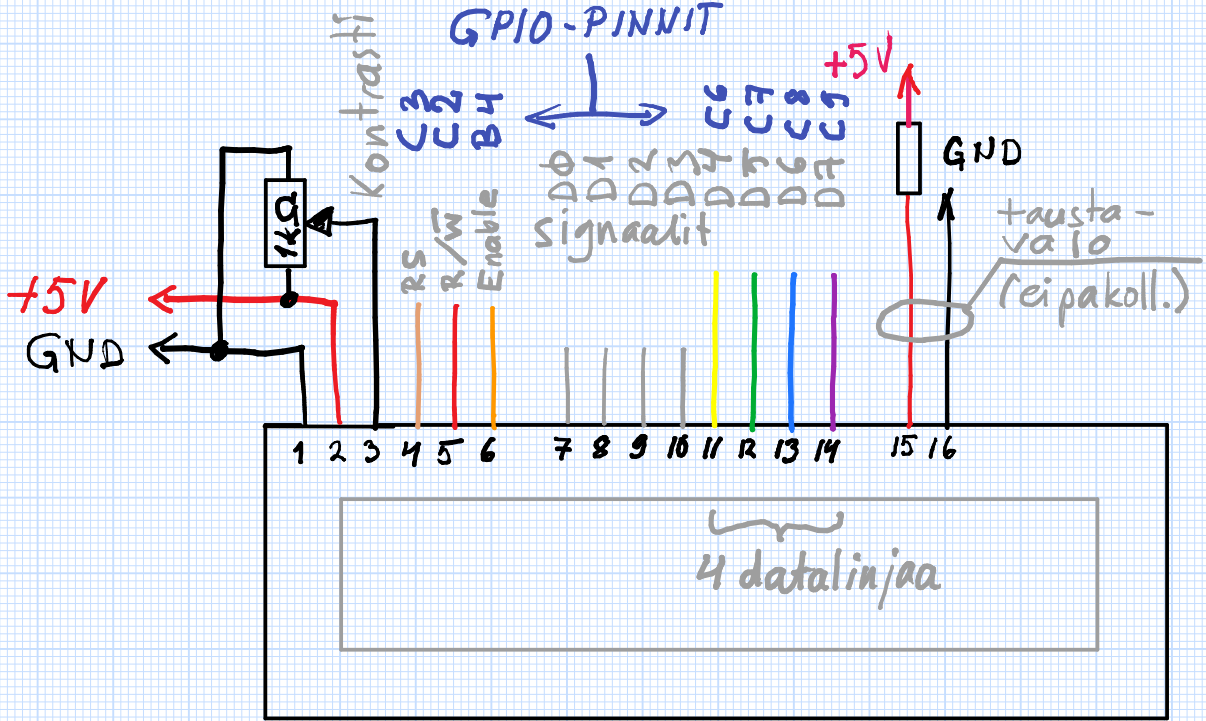 GPIO-PINNIT
Kontrasti
C3
C2
B4
C6
C7
C8
C9
+5V
GND
1kΩ
RS
R/W̅
Enable
D0
D1
D2
D3
D4
D5
D6
D7
signaalit
tausta-
valo
(ei pakoll.)
+5V
GND
1 2 3 4 5 6 7 8 9 10 11 12 13 14 15 16
4 datalinjaa